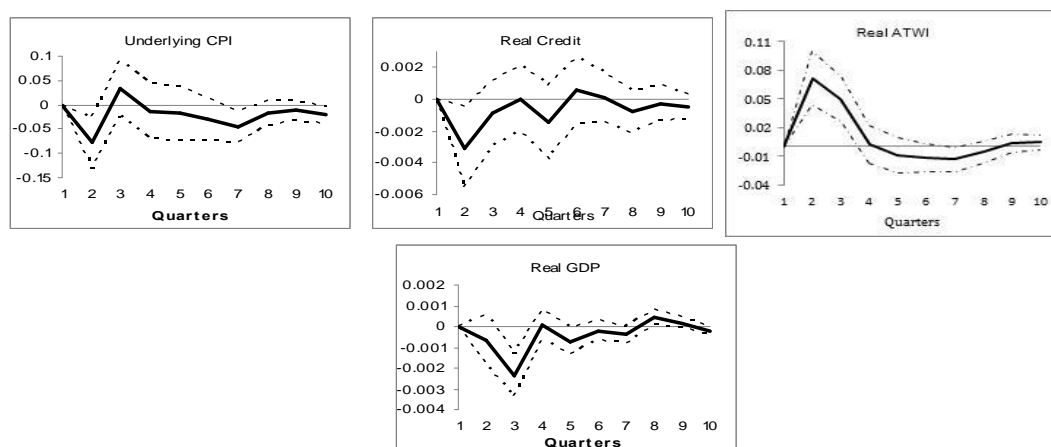 Underlying CPI
0.1
0.05
0
-0.05
-0.1
-0.15
1 2 3 4 5 6 7 8 9 10
Quarters
Real Credit
0.002
0
-0.002
-0.004
-0.006
1 2 3 4 5 6 7 8 9 10
Quarters
Real ATWI
0.11
0.08
0.05
0.02
-0.01
-0.04
1 2 3 4 5 6 7 8 9 10
Quarters
Real GDP
0.002
0.001
0
-0.001
-0.002
-0.003
-0.004
1 2 3 4 5 6 7 8 9 10
Quarters